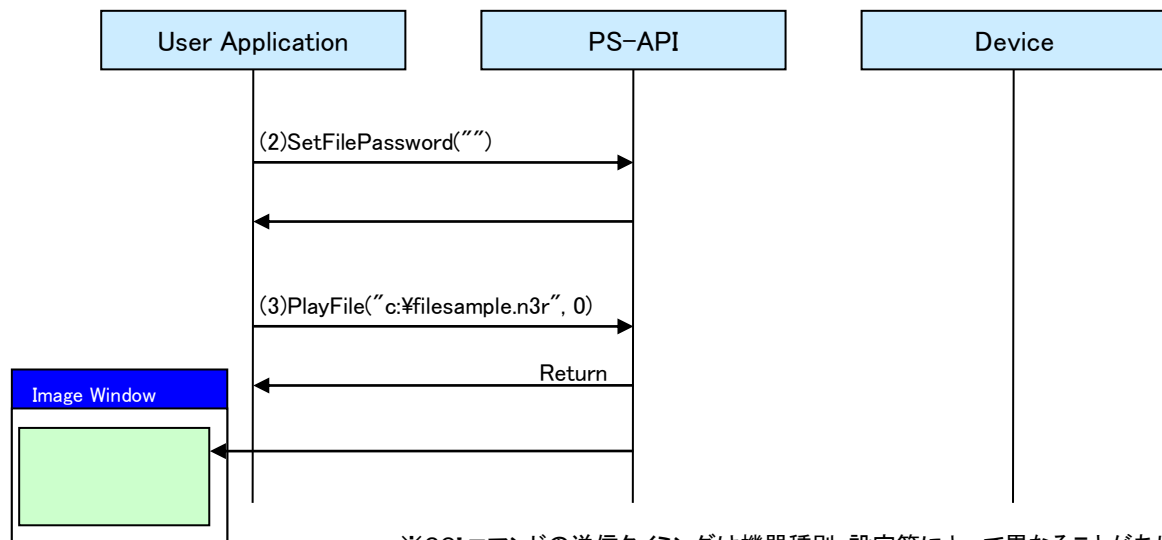 User Application
PS-API
Device
(2)SetFilePassword("")
(3)PlayFile("c:¥filesample.n3r", 0)
Return
Image Window